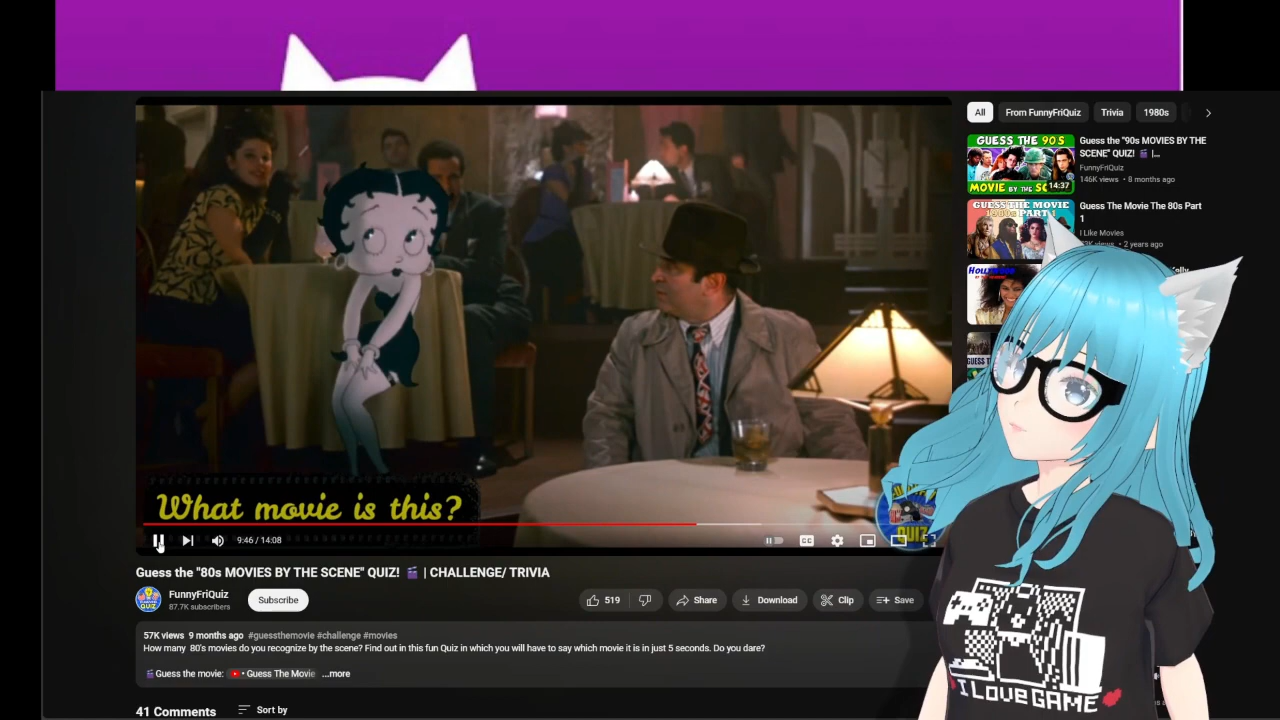 All
From FunnyFriQuiz
Trivia
1980s
GUESS THE 90S
MOVIE BY THE SC
14:37
Guess the "90s MOVIES BY THE
SCENE" QUIZ! 🎬 |...
FunnyFriQuiz
146K views • 8 months ago
GUESS THE MOVIE
1980s PART 1
Guess The Movie The 80s Part
1
I Like Movies
views • 2 years ago
What movie is this?
QUIZ
9:46 / 14:08
CC
Guess the "80s MOVIES BY THE SCENE" QUIZ! 🎬 | CHALLENGE/ TRIVIA
FunnyFriQuiz
87.7K subscribers
Subscribe
519
Share
Download
Clip
Save
57K views 9 months ago #guessthemovie #challenge #movies
How many 80's movies do you recognize by the scene? Find out in this fun Quiz in which you will have to say which movie it is in just 5 seconds. Do you dare?
🎬Guess the movie: • Guess The Movie ...more
41 Comments
Sort by
I LOVE GAME